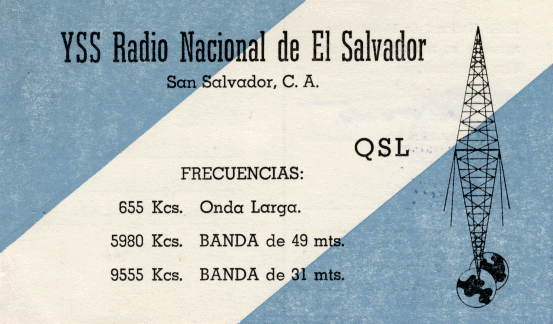 YSS Radio Nacional de El Salvador
San Salvador, C. A.
QSL
FRECUENCIAS:
655 Kcs. Onda Larga.
5980 Kcs. BANDA de 49 mts.
9555 Kcs. BANDA de 31 mts.